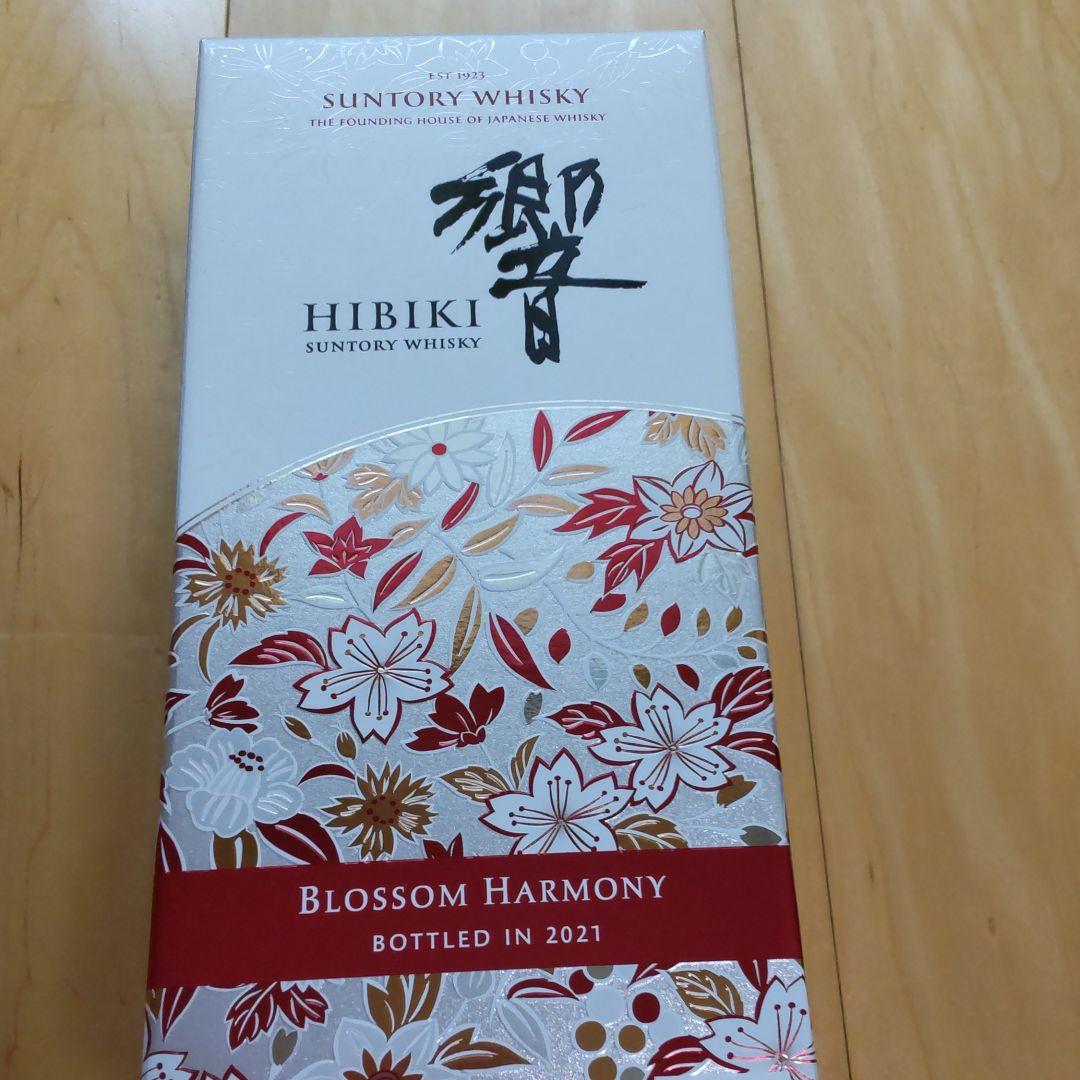 EST 1923
SUNTORY WHISKY
THE FOUNDING HOUSE OF JAPANESE WHISKY
響
HIBIKI
SUNTORY WHISKY
BLOSSOM HARMONY
BOTTLED IN 2021